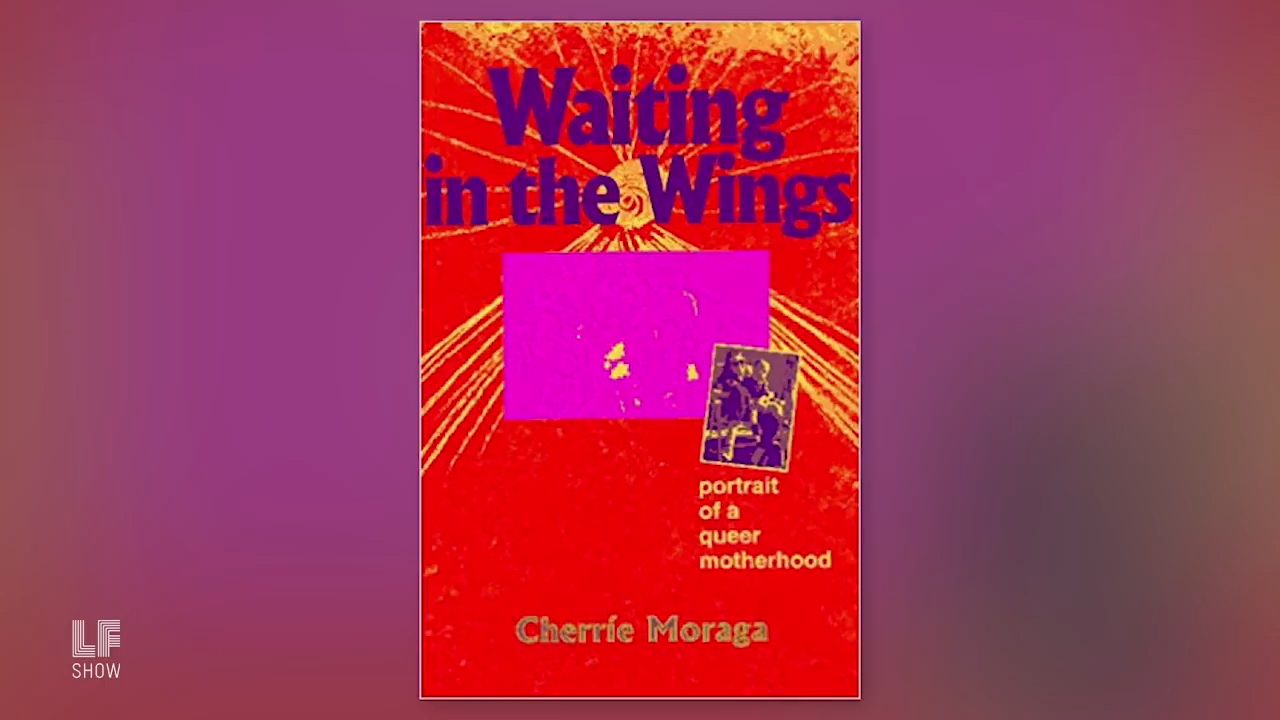 Waiting
in the Wings
portrait
of a
queer
motherhood
Cherríe Moraga
LF
SHOW